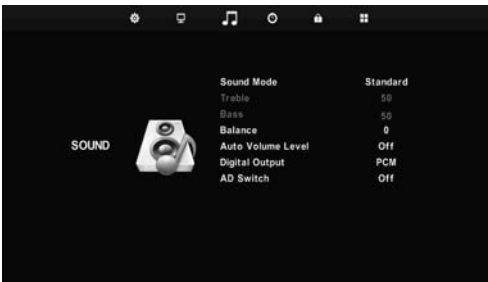 Sound Mode Standard
Treble 50
Bass 50
Balance 0
SOUND
Auto Volume Level Off
Digital Output PCM
AD Switch Off